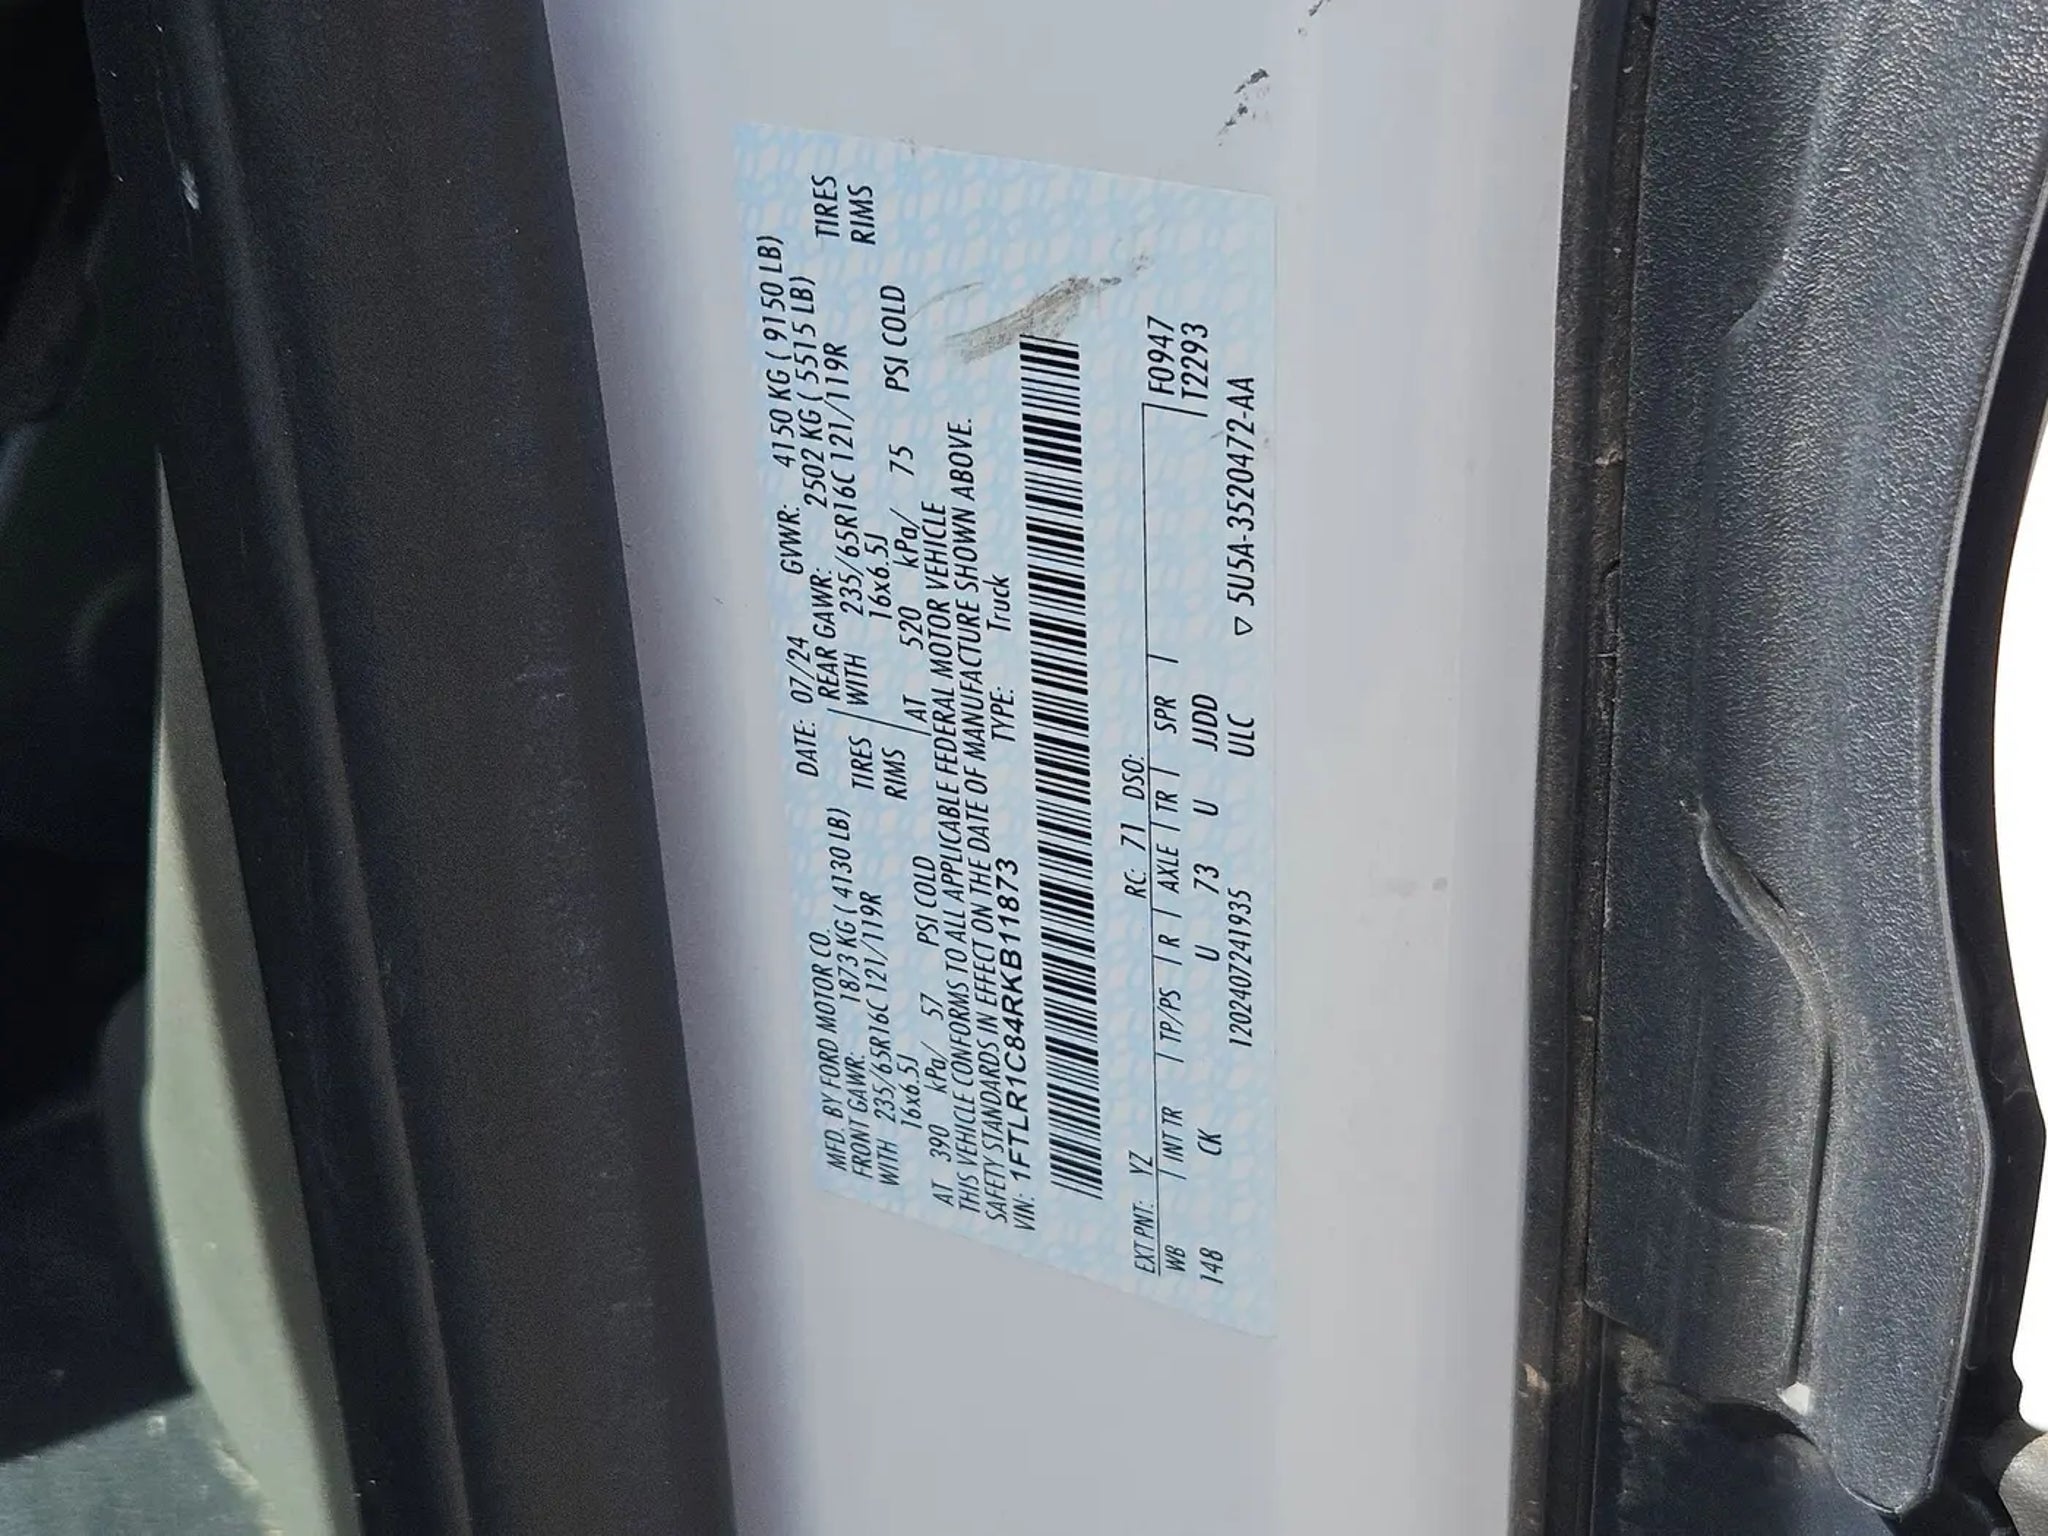 MFD. BY FORD MOTOR CO.
DATE: 07/24 GVWR: 4150 KG ( 9150 LB)
FRONT GAWR: 1873 KG ( 4130 LB) REAR GAWR: 2502 KG ( 5515 LB)
WITH 235/65R16C 121/119R TIRES WITH 235/65R16C 121/119R TIRES
16x6.5J RIMS 16x6.5J RIMS
AT 390 kPa/ 57 PSI COLD AT 520 kPa/ 75 PSI COLD
THIS VEHICLE CONFORMS TO ALL APPLICABLE FEDERAL MOTOR VEHICLE
SAFETY STANDARDS IN EFFECT ON THE DATE OF MANUFACTURE SHOWN ABOVE.
VIN: 1FTLR1C84RKB11873 TYPE: Truck
EXT PNT: YZ RC: 71 DSO: F0947
WB INT TR TP/PS R AXLE TR SPR T2293
148 CK U 73 U JJDD
12024072419​35 ULC ▽ 5U5A-3520472-AA